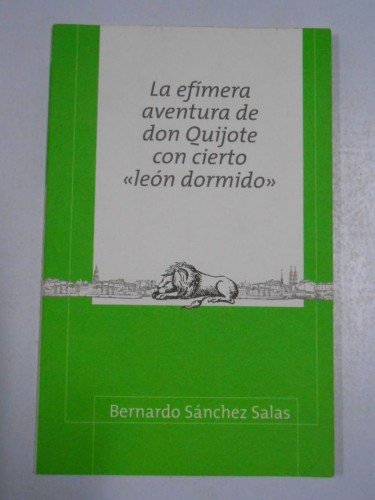 La efímera
aventura de
don Quijote
con cierto
«león dormido»
Bernardo Sánchez Salas